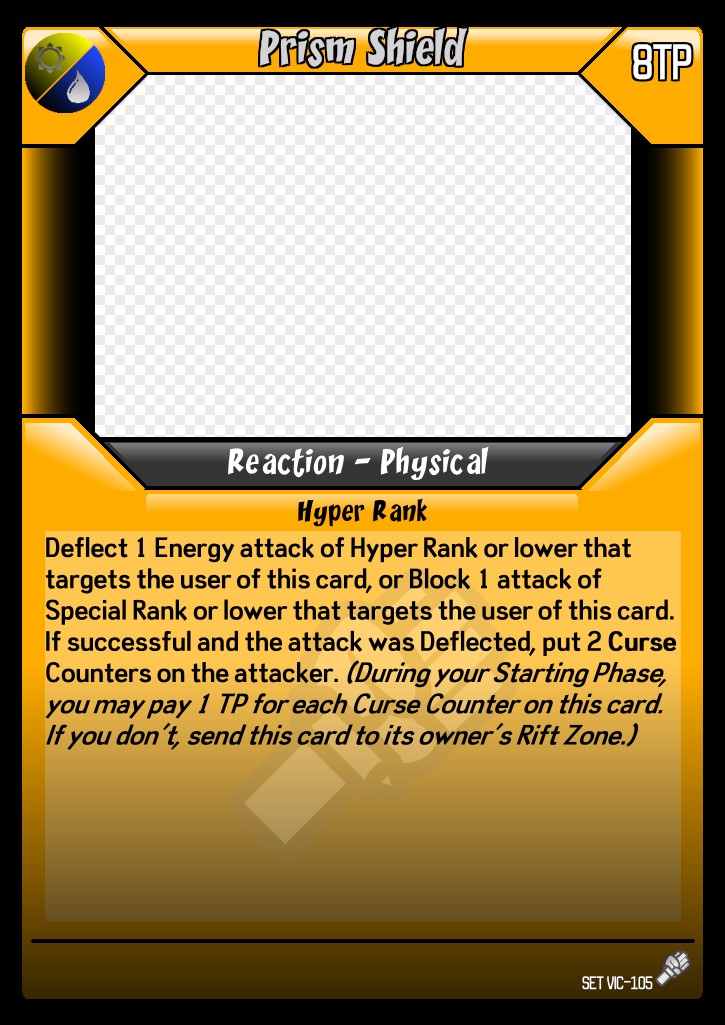 Prism Shield
8TP
Reaction - Physical
Hyper Rank
Deflect 1 Energy attack of Hyper Rank or lower that
targets the user of this card, or Block 1 attack of
Special Rank or lower that targets the user of this card.
If successful and the attack was Deflected, put 2 Curse
Counters on the attacker. (During your Starting Phase,
you may pay 1 TP for each Curse Counter on this card.
If you don't, send this card to its owner's Rift Zone.)
SET VIC-105